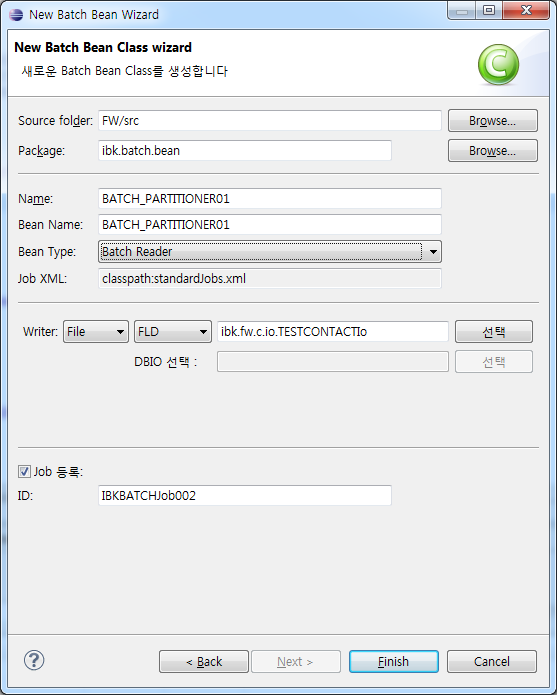 New Batch Bean Wizard
New Batch Bean Class wizard
새로운 Batch Bean Class를 생성합니다
C
Source folder: FW/src Browse...
Package: ibk.batch.bean Browse...
Name: BATCH_PARTITIONER01
Bean Name: BATCH_PARTITIONER01
Bean Type: Batch Reader
Job XML: classpath:standardJobs.xml
Writer: File FLD ibk.fw.c.io.TESTCONTACTIo 선택
DBIO 선택 : 선택
Job 등록:
ID: IBKBATCHJob002
? < Back Next > Finish Cancel